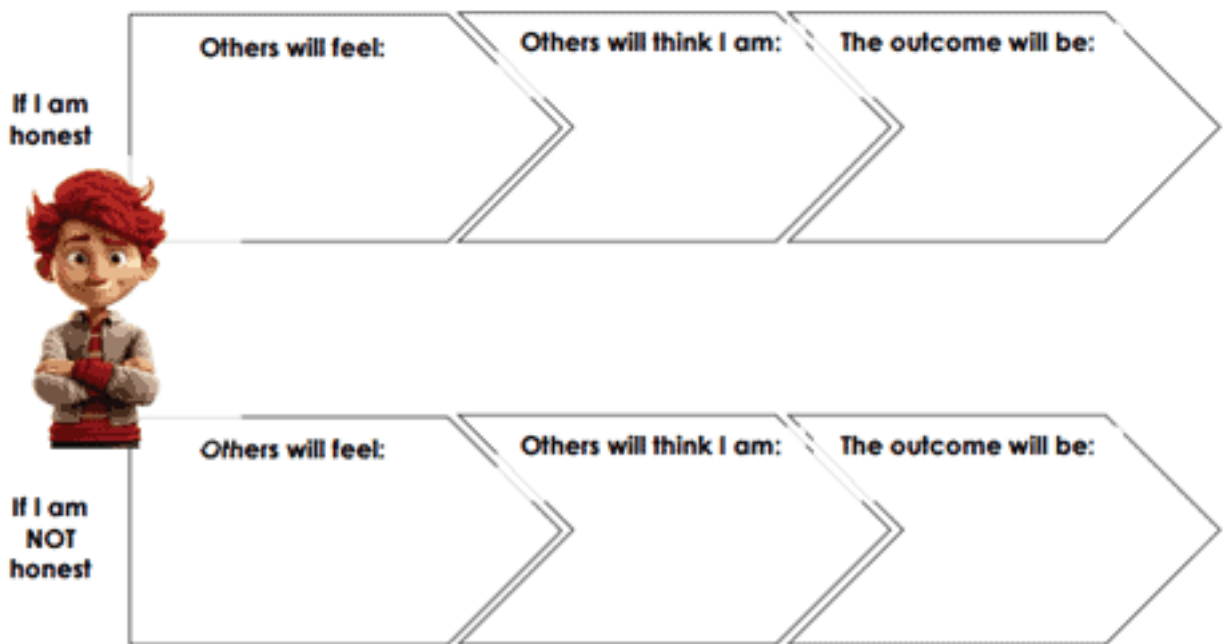 Others will feel:
Others will think I am:
The outcome will be:
If I am
honest
Others will feel:
Others will think I am:
The outcome will be:
If I am
NOT
honest